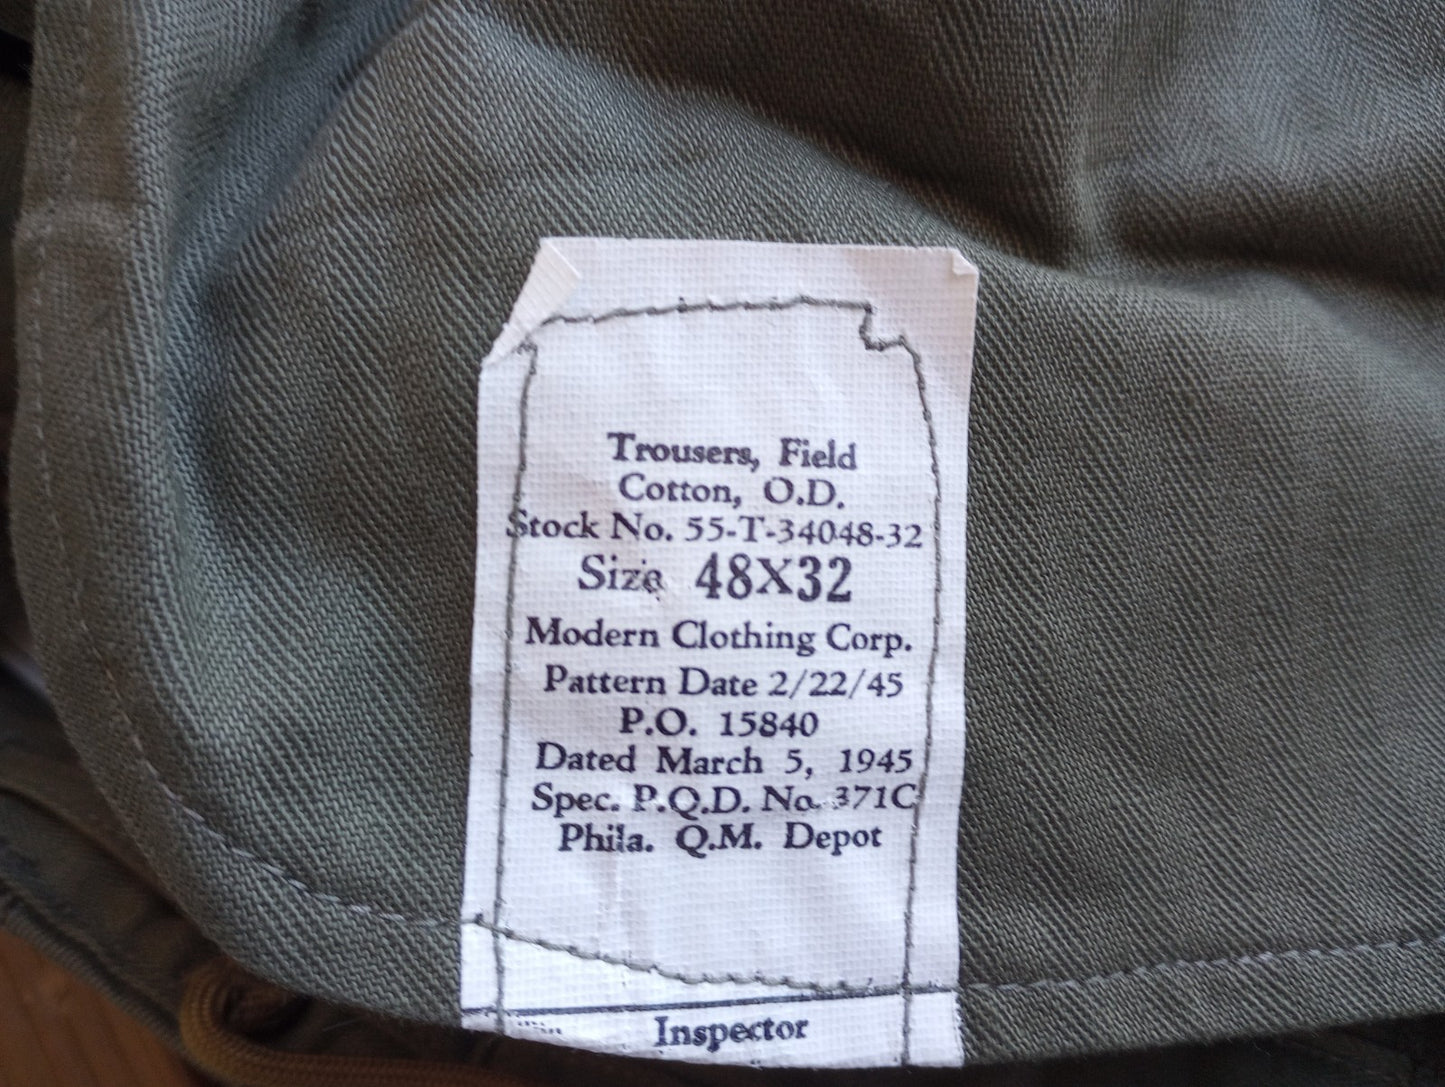 Trousers, Field
Cotton, O.D.
Stock No. 55-T-34048-32
Size 48X32
Modern Clothing Corp.
Pattern Date 2/22/45
P.O. 15840
Dated March 5, 1945
Spec. P.Q.D. No. 371C
Phila. Q.M. Depot
Inspector